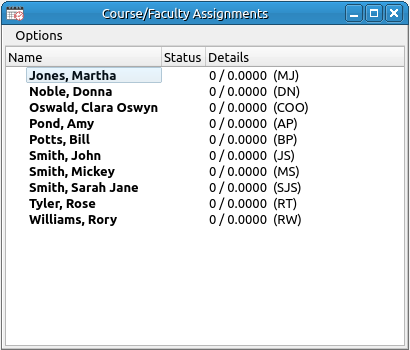 Course/Faculty Assignments
Options
Name Status Details
Jones, Martha 0 / 0.0000 (MJ)
Noble, Donna 0 / 0.0000 (DN)
Oswald, Clara Oswyn 0 / 0.0000 (COO)
Pond, Amy 0 / 0.0000 (AP)
Potts, Bill 0 / 0.0000 (BP)
Smith, John 0 / 0.0000 (JS)
Smith, Mickey 0 / 0.0000 (MS)
Smith, Sarah Jane 0 / 0.0000 (SJS)
Tyler, Rose 0 / 0.0000 (RT)
Williams, Rory 0 / 0.0000 (RW)